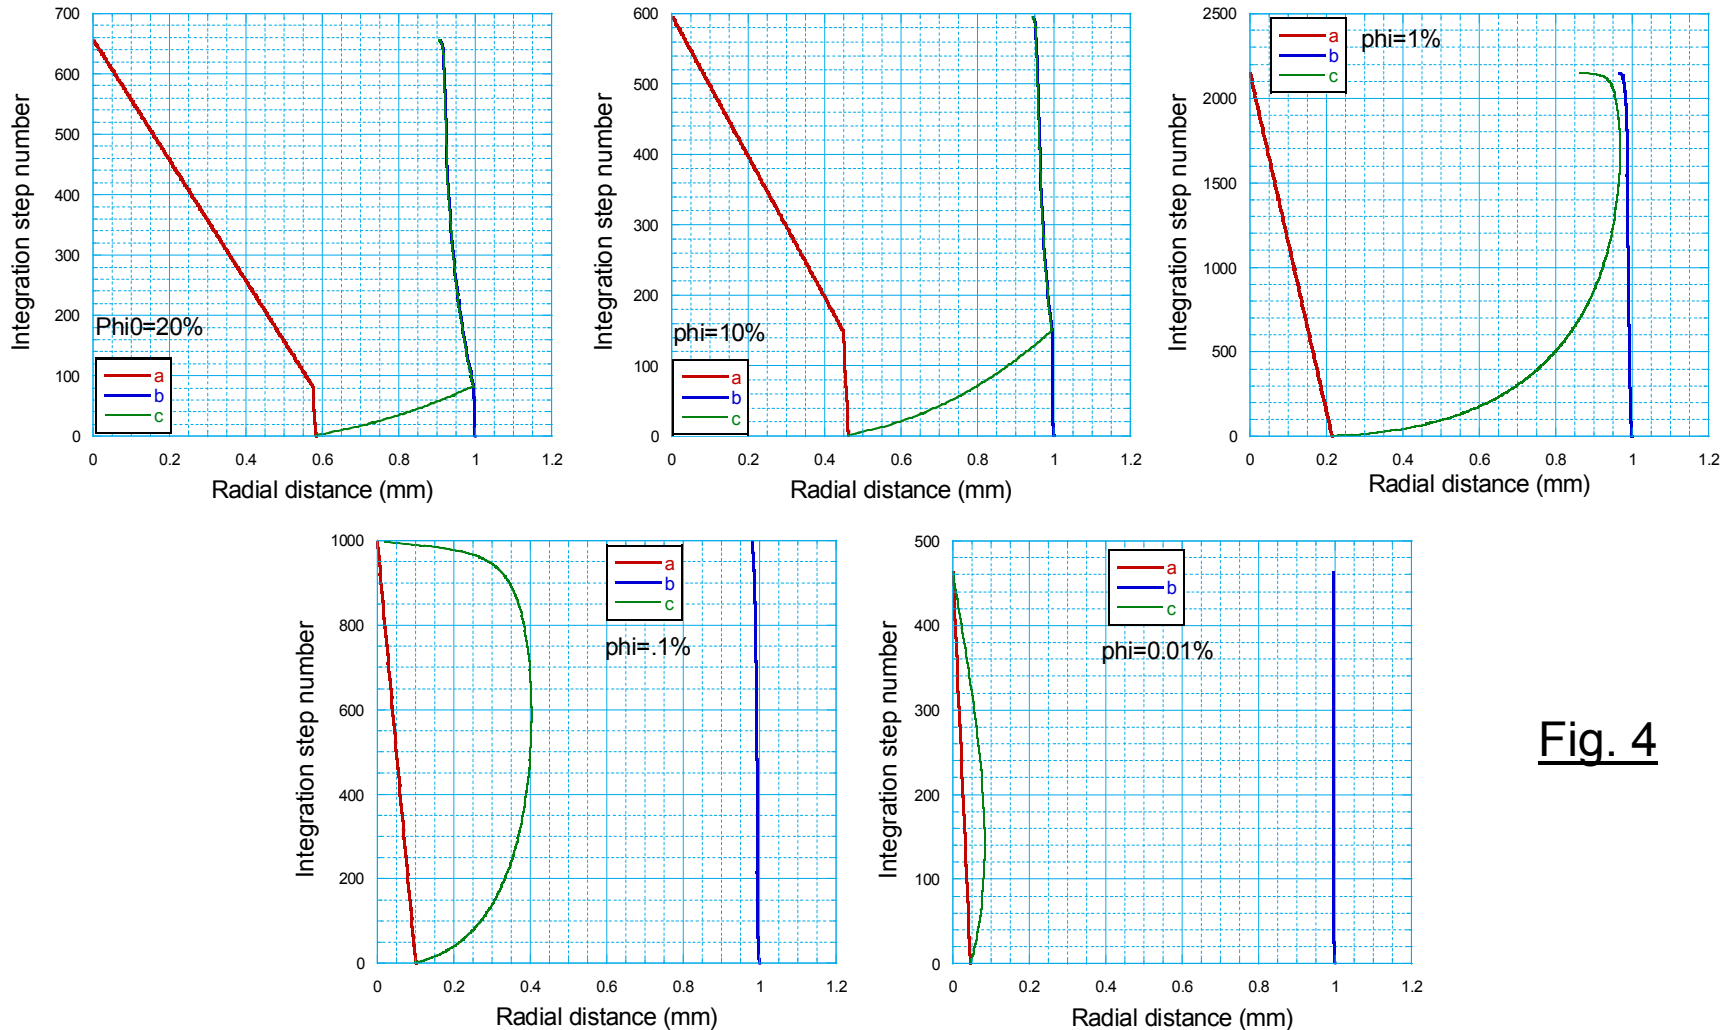 Integration step number
700
600
500
400
300
200
100
0
Phi0=20%
a
b
c
0 0.2 0.4 0.6 0.8 1 1.2
Radial distance (mm)
Integration step number
600
500
400
300
200
100
0
phi=10%
a
b
c
0 0.2 0.4 0.6 0.8 1 1.2
Radial distance (mm)
Integration step number
2500
2000
1500
1000
500
0
a
b
c
phi=1%
0 0.2 0.4 0.6 0.8 1 1.2
Radial distance (mm)
Integration step number
1000
800
600
400
200
0
a
b
c
phi=.1%
0 0.2 0.4 0.6 0.8 1 1.2
Radial distance (mm)
Integration step number
500
400
300
200
100
0
a
b
c
phi=0.01%
0 0.2 0.4 0.6 0.8 1 1.2
Radial distance (mm)
Fig. 4